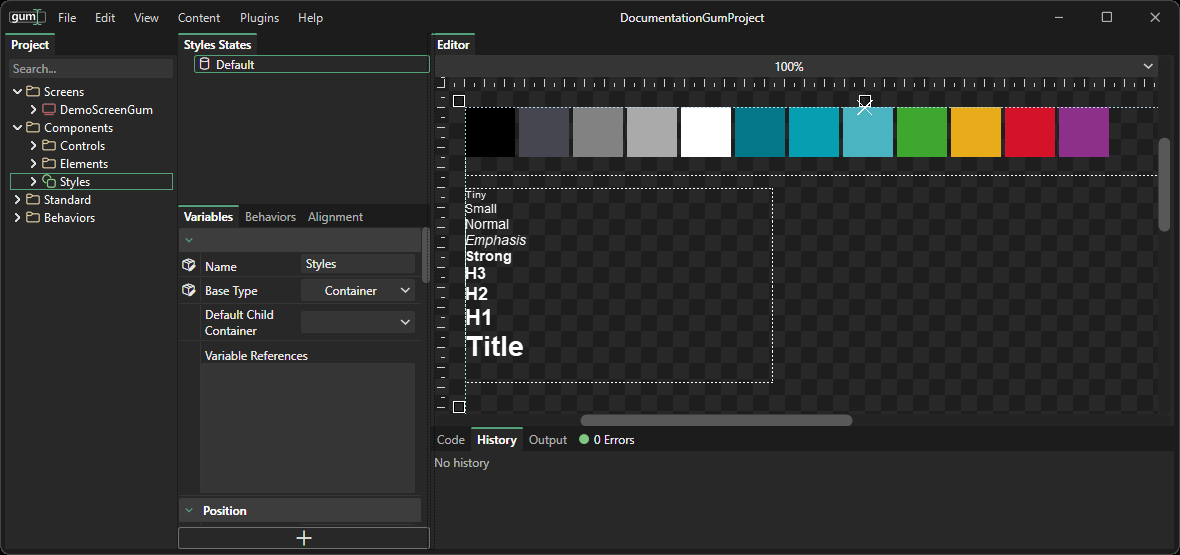 gum File Edit View Content Plugins Help DocumentationGumProject
Project
Search...
Screens
DemoScreenGum
Components
Controls
Elements
Styles
Standard
Behaviors
Styles States
Default
Variables Behaviors Alignment
Name Styles
Base Type Container
Default Child
Container
Variable References
Position
Editor
100%
Tiny
Small
Normal
Emphasis
Strong
H3
H2
H1
Title
Code History Output 0 Errors
No history